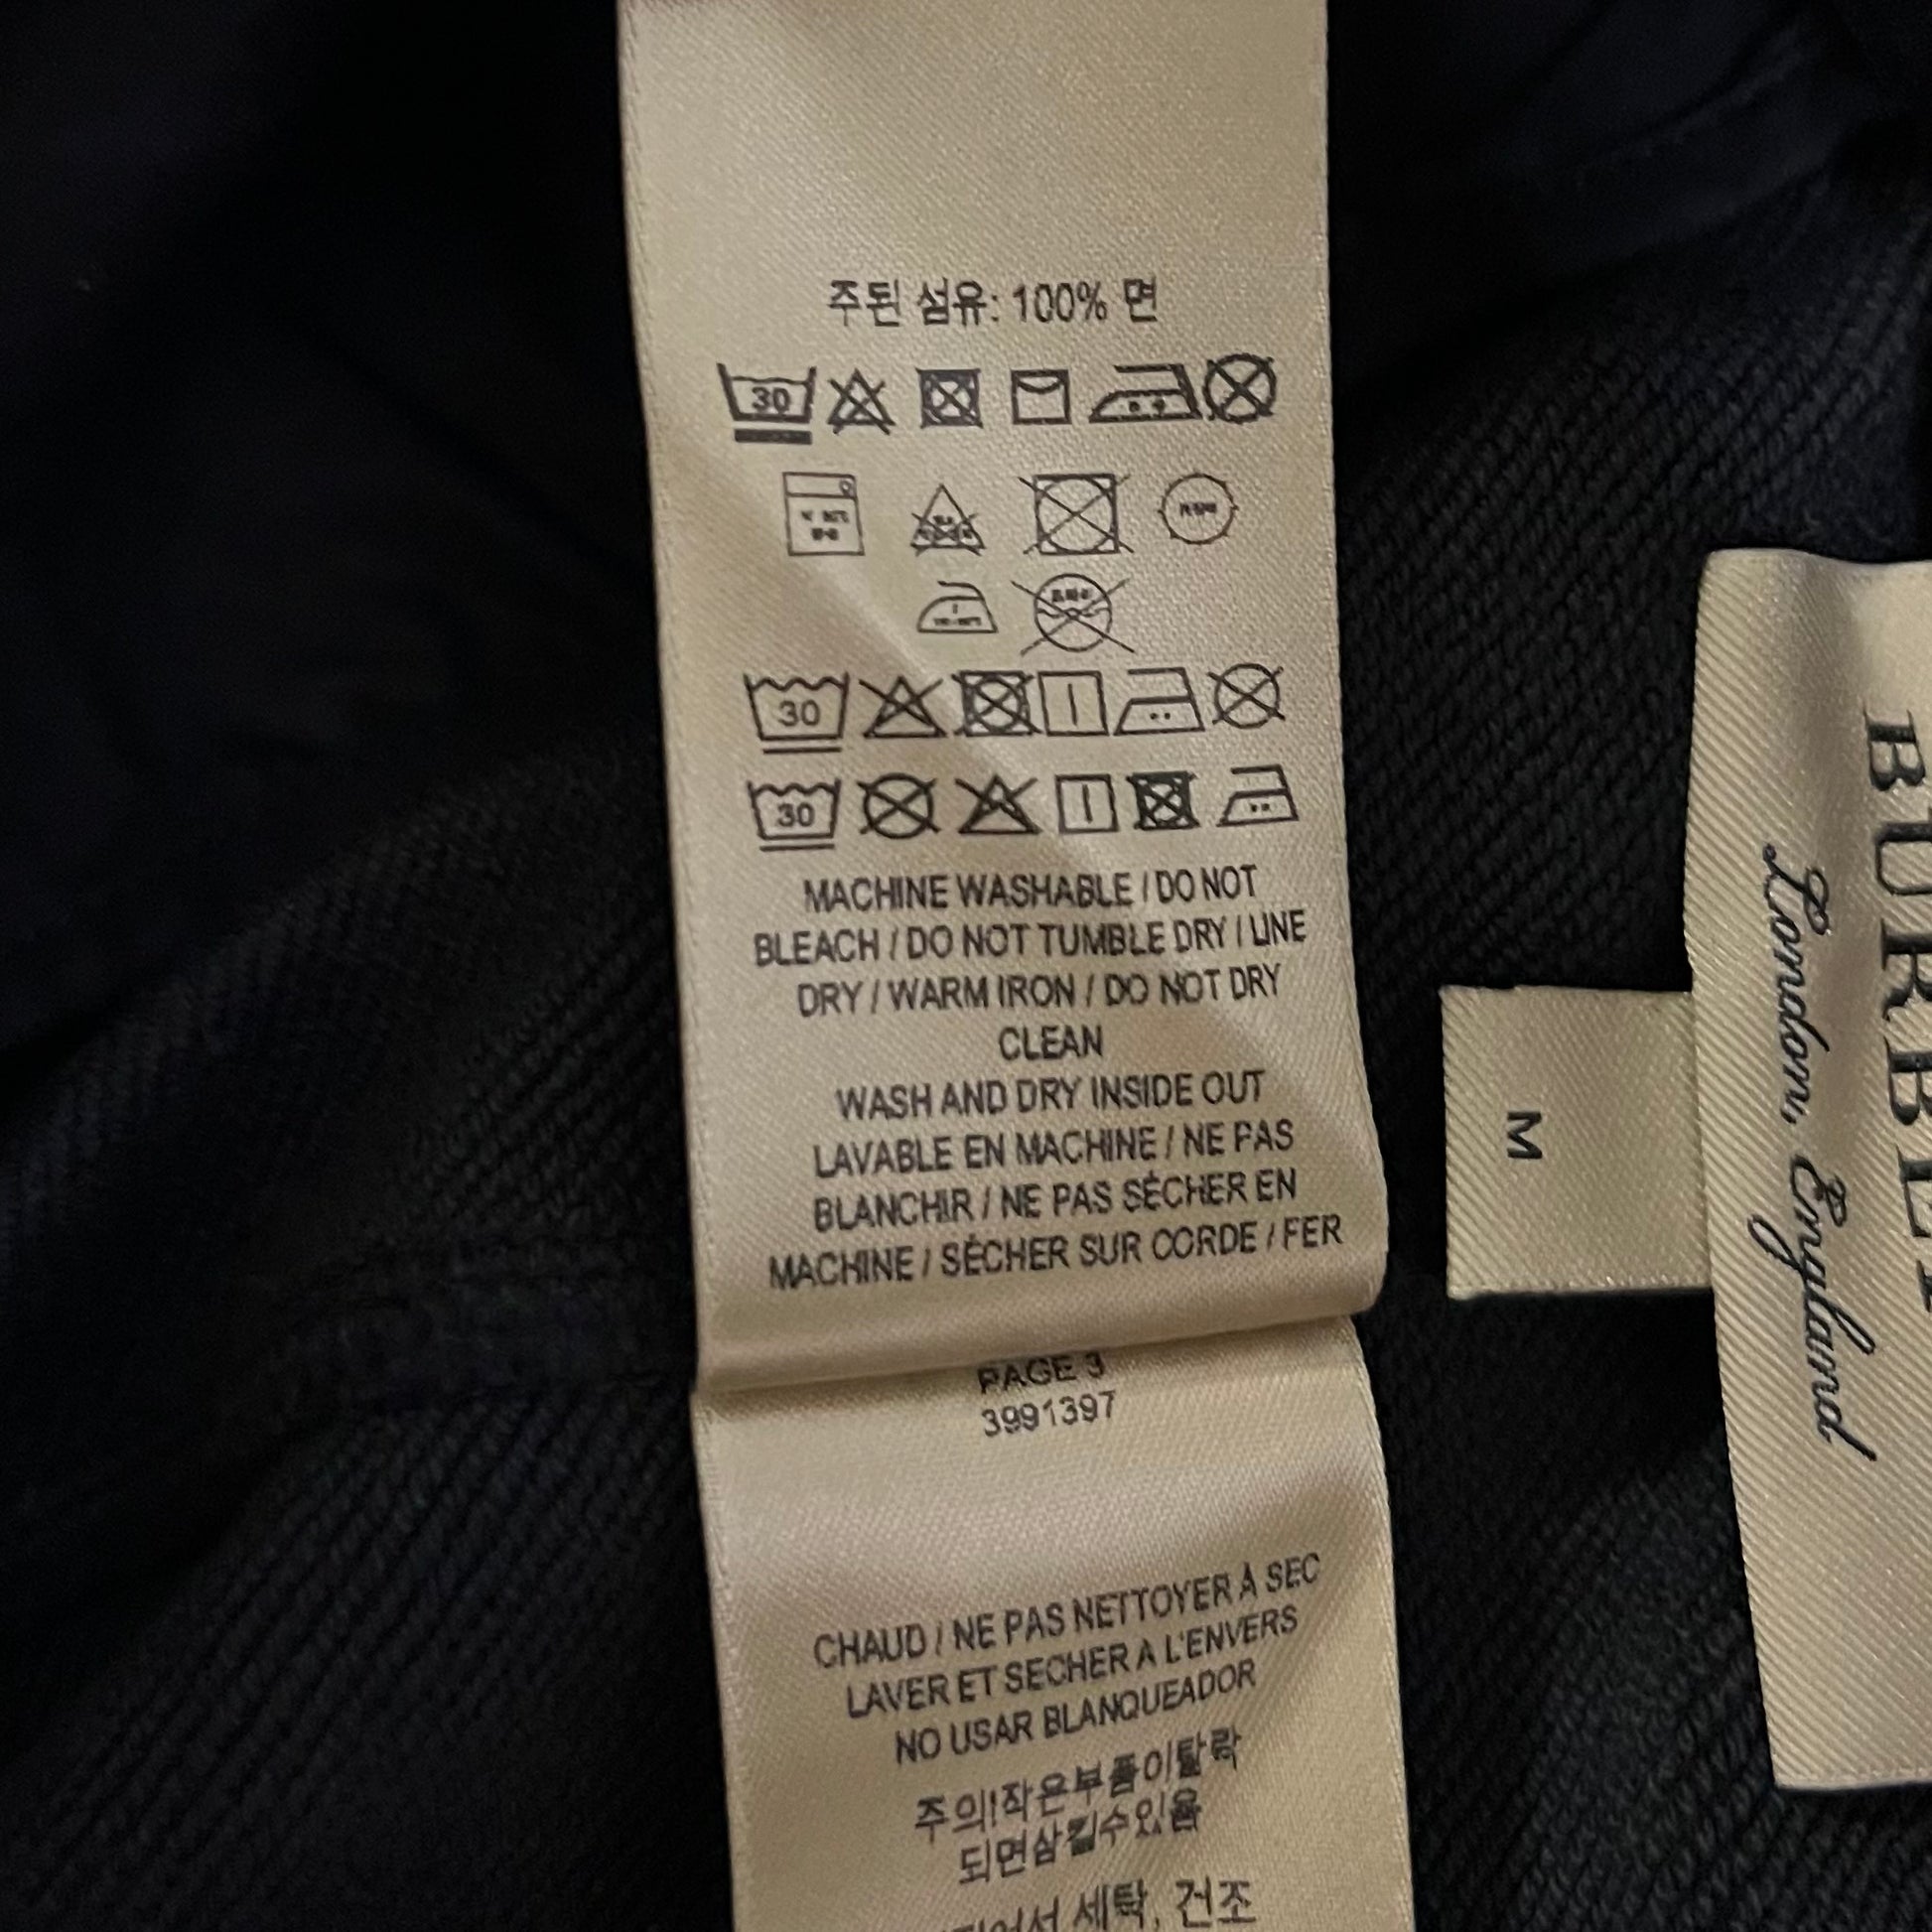 주된 섬유: 100% 면
30
30
30
MACHINE WASHABLE / DO NOT
BLEACH / DO NOT TUMBLE DRY / LINE
DRY / WARM IRON / DO NOT DRY
CLEAN
WASH AND DRY INSIDE OUT
LAVABLE EN MACHINE / NE PAS
BLANCHIR / NE PAS SÉCHER EN
MACHINE / SÉCHER SUR CORDE / FER
PAGE 3
3991397
CHAUD / NE PAS NETTOYER À SEC
LAVER ET SECHER A L'ENVERS
NO USAR BLANQUEADOR
주의!작은부품이탈락
되면삼킬수있음
세탁, 건조
M
London, England